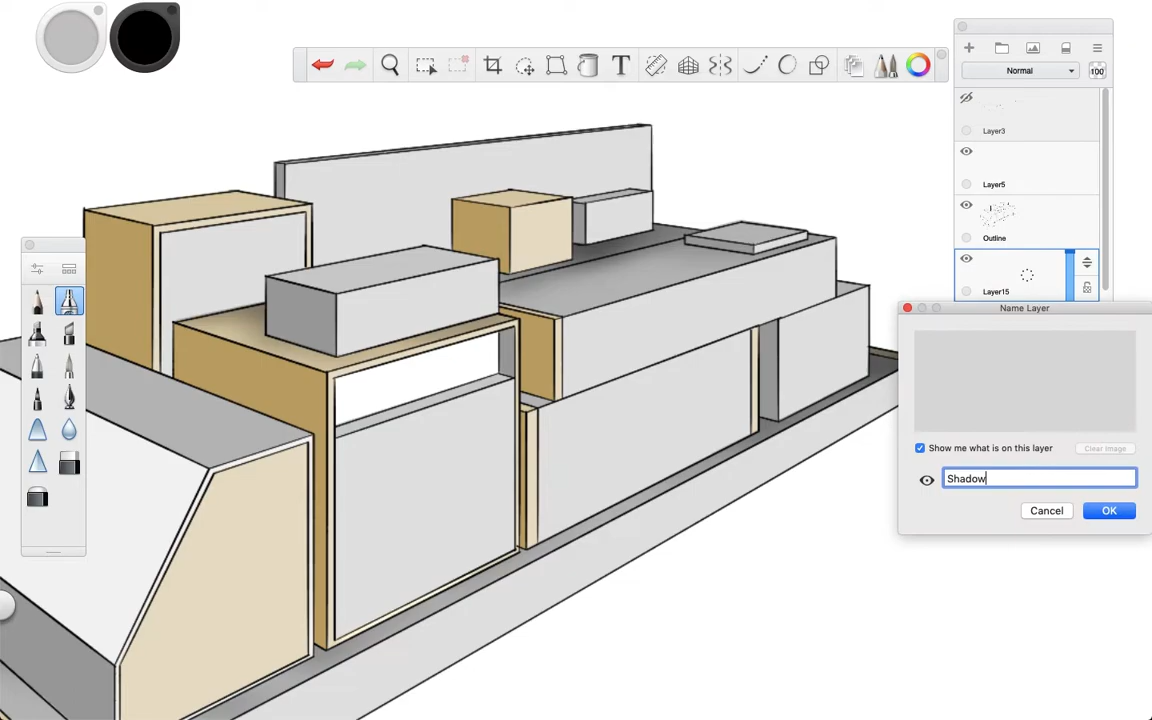 T
Normal
100
Layer3
Layer5
Outline
Layer15
Name Layer
Show me what is on this layer
Clear Image
Shadow
Cancel
OK